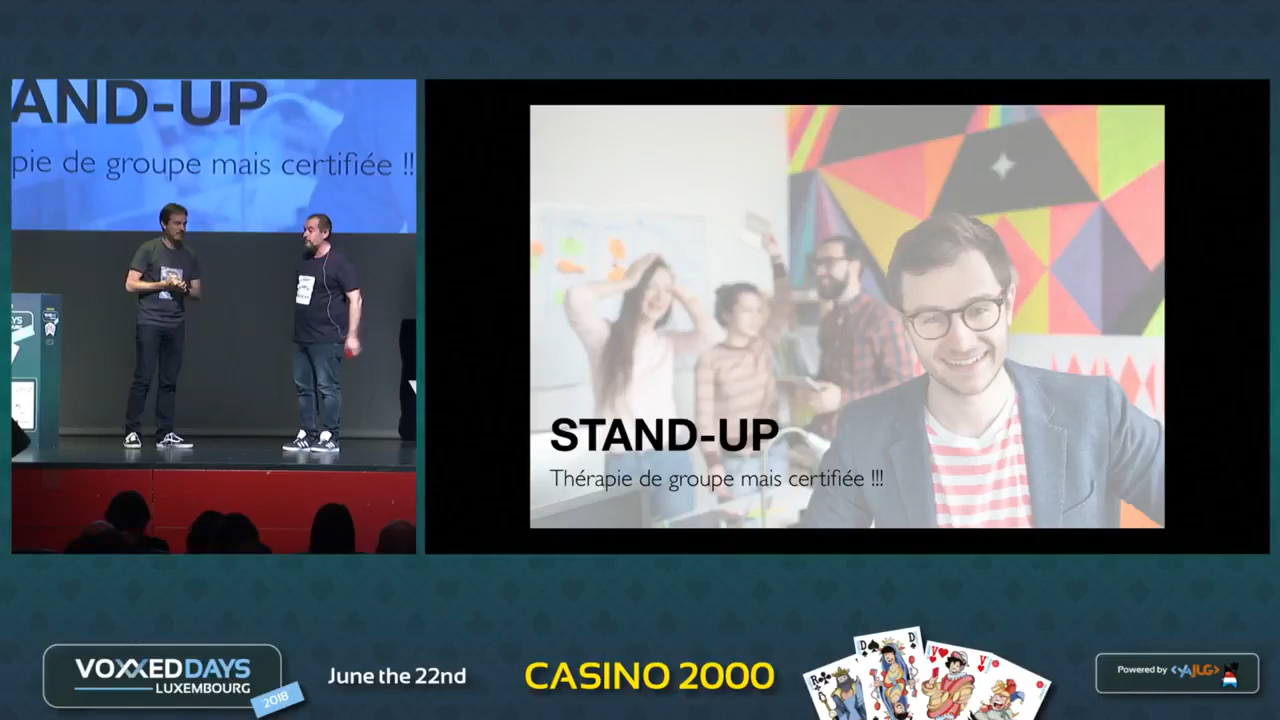 AND-UP
pie de groupe mais certifiée !!
STAND-UP
Thérapie de groupe mais certifiée !!!
VOXXEDDAYS
LUXEMBOURG
2018
June the 22nd
CASINO 2000
Powered by <YAJUG>